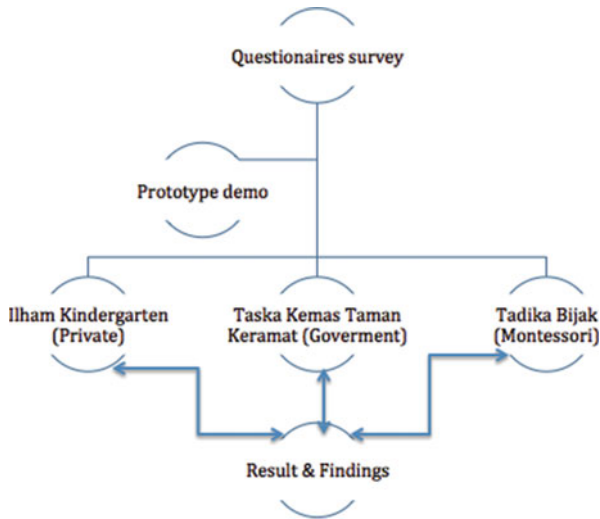 Questionaires survey
Prototype demo
Ilham Kindergarten
(Private)
Taska Kemas Taman
Keramat (Goverment)
Tadika Bijak
(Montessori)
Result & Findings